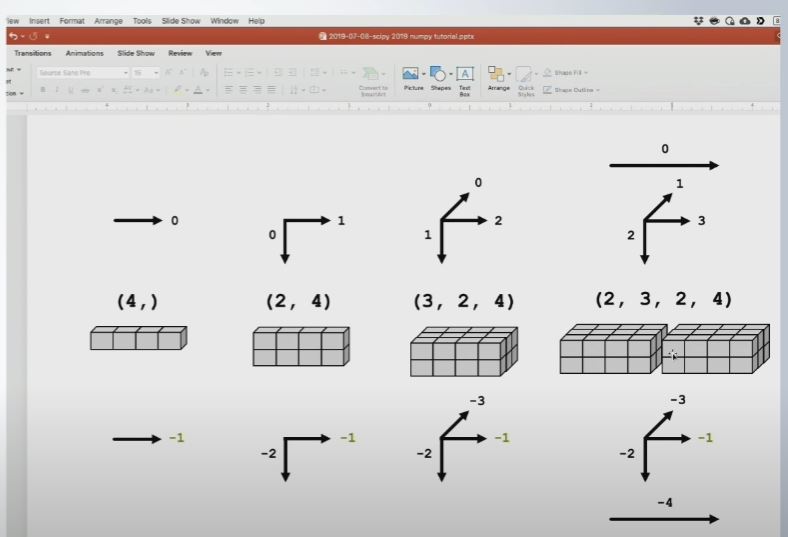 iew Insert Format Arrange Tools Slide Show Window Help
2019-07-08-scipy 2019 numpy tutorial.pptx
Transitions Animations Slide Show Review View
Source Sans Pro
Convert to SmartArt
Picture Shapes Text Box Arrange Quick Styles
Shape Fill
Shape Outline
0
0 1
0 1 0 1 2 2 3
(4,) (2, 4) (3, 2, 4) (2, 3, 2, 4)
-3 -3
-1 -2 -1 -2 -1 -2 -1
-4